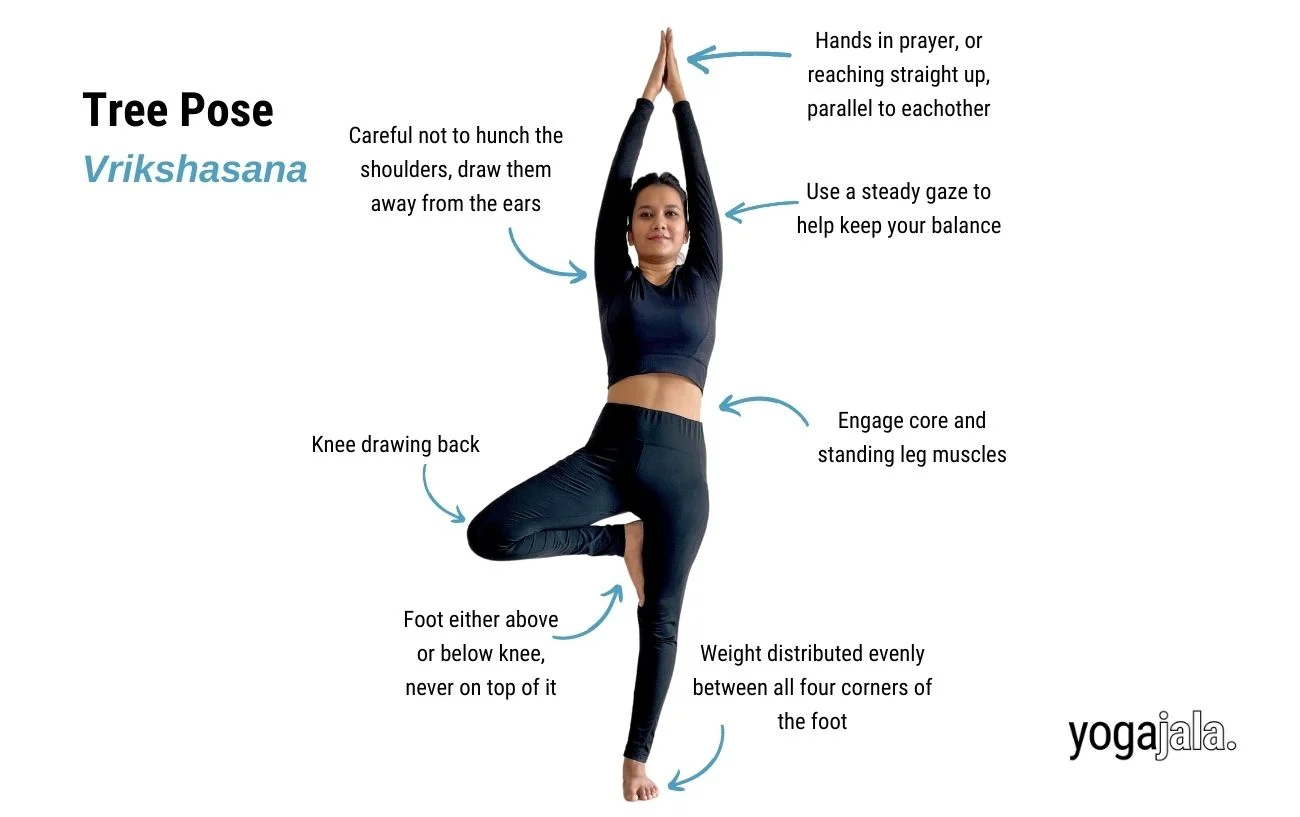 Tree Pose
Vrikshasana
Careful not to hunch the
shoulders, draw them
away from the ears
Hands in prayer, or
reaching straight up,
parallel to eachother
Use a steady gaze to
help keep your balance
Engage core and
standing leg muscles
Knee drawing back
Foot either above
or below knee,
never on top of it
Weight distributed evenly
between all four corners of
the foot
yogajala.